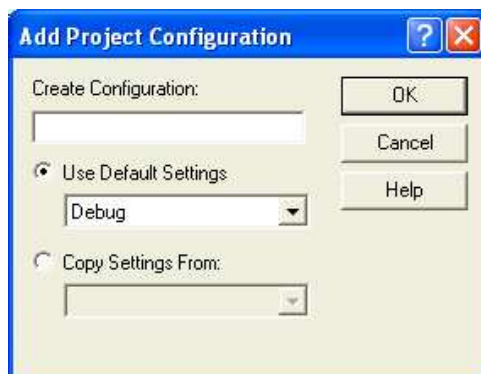 Add Project Configuration
?
Create Configuration:
OK
Cancel
Use Default Settings
Help
Debug
Copy Settings From: